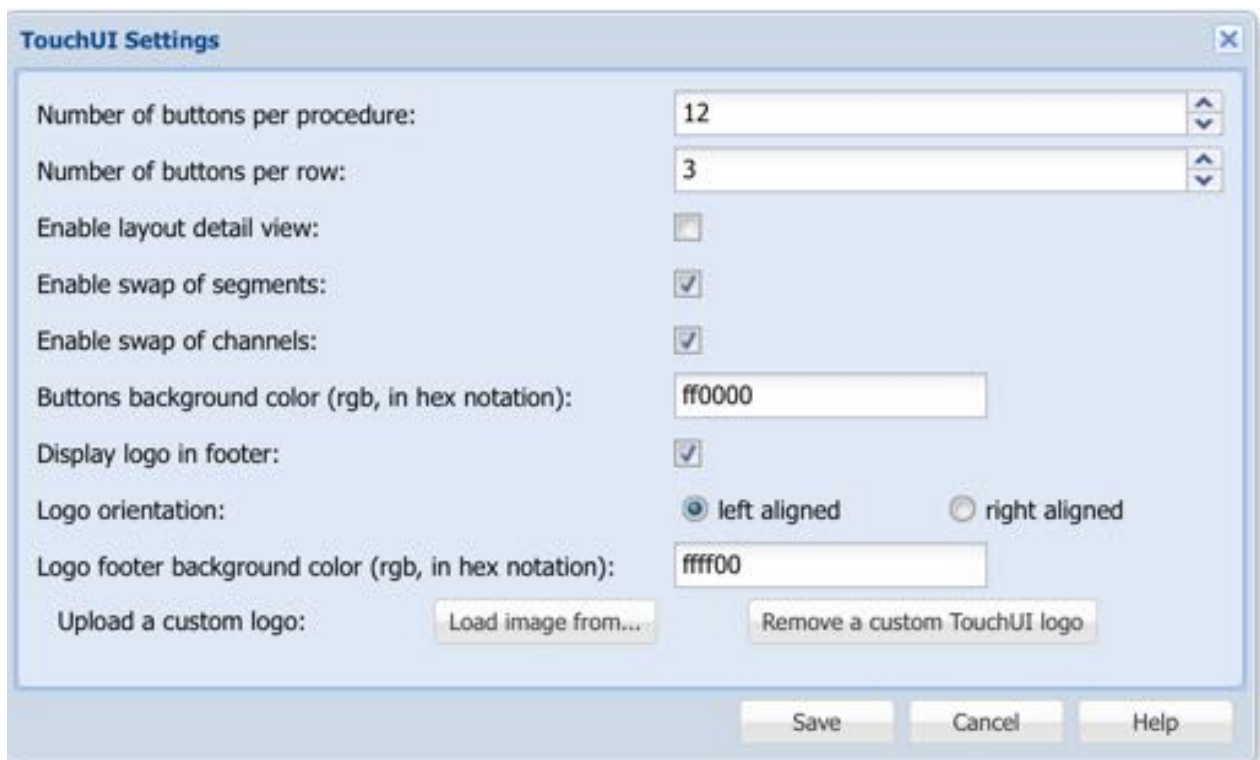 TouchUI Settings
Number of buttons per procedure: 12
Number of buttons per row: 3
Enable layout detail view:
Enable swap of segments:
Enable swap of channels:
Buttons background color (rgb, in hex notation): ff0000
Display logo in footer:
Logo orientation: left aligned right aligned
Logo footer background color (rgb, in hex notation): ffff00
Upload a custom logo: Load image from... Remove a custom TouchUI logo
Save Cancel Help